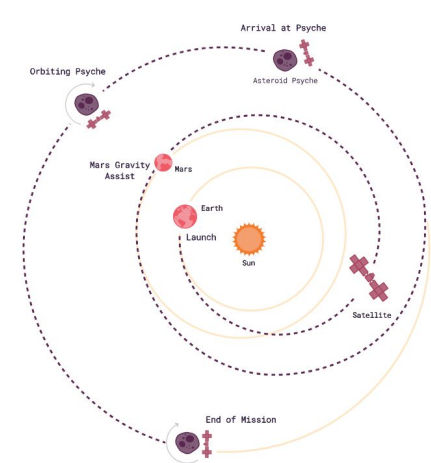 Arrival at Psyche
Orbiting Psyche
Asteroid Psyche
Mars Gravity
Assist
Mars
Earth
Launch
Sun
Satellite
End of Mission